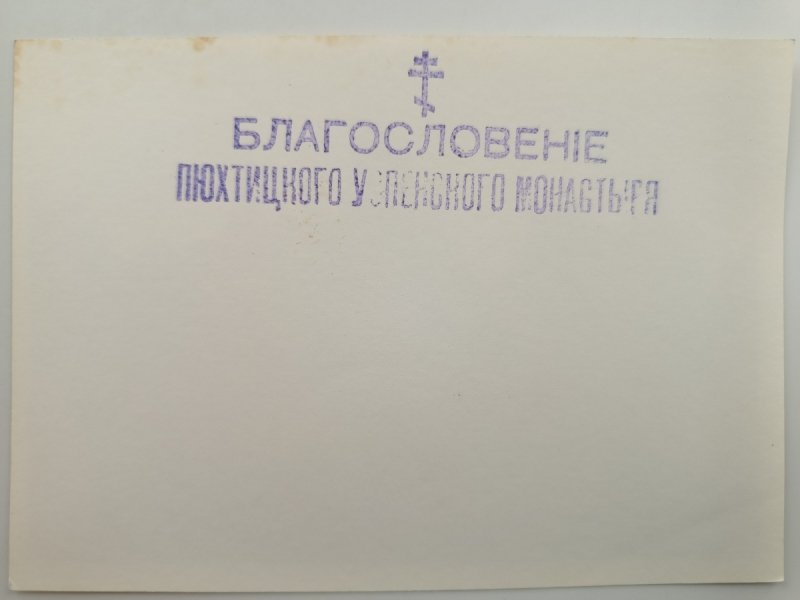 БЛАГОСЛОВЕНІЕ
ПЮХТИЦКОГО УСПЕНСКОГО МОНАСТЫРЯ